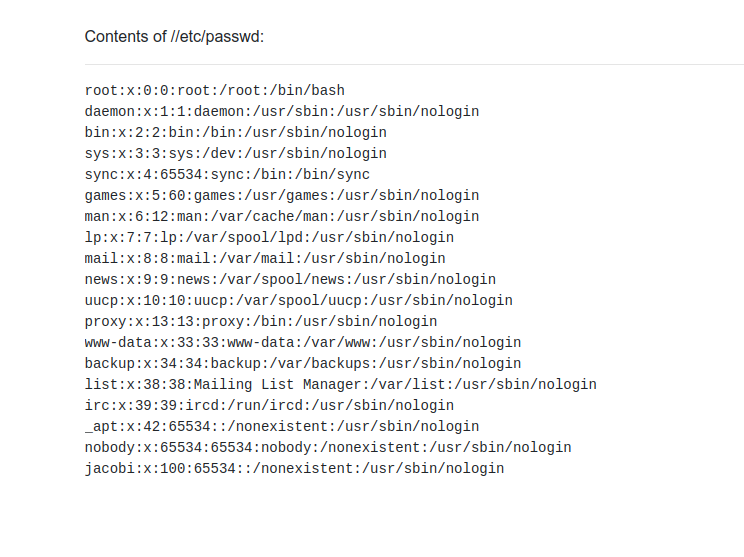 Contents of //etc/passwd:
root:x:0:0:root:/root:/bin/bash
daemon:x:1:1:daemon:/usr/sbin:/usr/sbin/nologin
bin:x:2:2:bin:/bin:/usr/sbin/nologin
sys:x:3:3:sys:/dev:/usr/sbin/nologin
sync:x:4:65534:sync:/bin:/bin/sync
games:x:5:60:games:/usr/games:/usr/sbin/nologin
man:x:6:12:man:/var/cache/man:/usr/sbin/nologin
lp:x:7:7:lp:/var/spool/lpd:/usr/sbin/nologin
mail:x:8:8:mail:/var/mail:/usr/sbin/nologin
news:x:9:9:news:/var/spool/news:/usr/sbin/nologin
uucp:x:10:10:uucp:/var/spool/uucp:/usr/sbin/nologin
proxy:x:13:13:proxy:/bin:/usr/sbin/nologin
www-data:x:33:33:www-data:/var/www:/usr/sbin/nologin
backup:x:34:34:backup:/var/backups:/usr/sbin/nologin
list:x:38:38:Mailing List Manager:/var/list:/usr/sbin/nologin
irc:x:39:39:ircd:/run/ircd:/usr/sbin/nologin
_apt:x:42:65534::/nonexistent:/usr/sbin/nologin
nobody:x:65534:65534:nobody:/nonexistent:/usr/sbin/nologin
jacobi:x:100:65534::/nonexistent:/usr/sbin/nologin